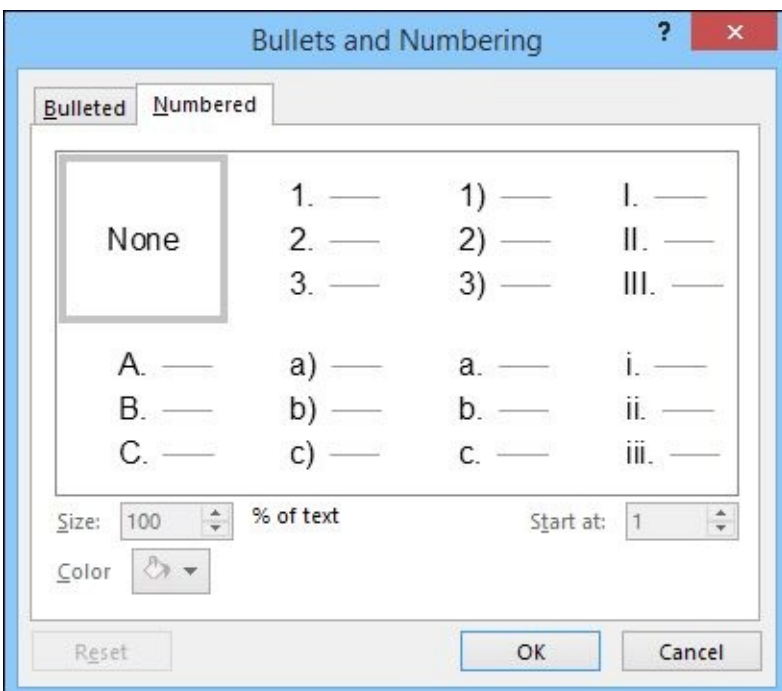 Bullets and Numbering ? ×
Bulleted Numbered
None 1. 1) I.
2. 2) II.
3. 3) III.
A. a) a. i.
B. b) b. ii.
C. c) c. iii.
Size: 100 % of text Start at: 1
Color
Reset OK Cancel